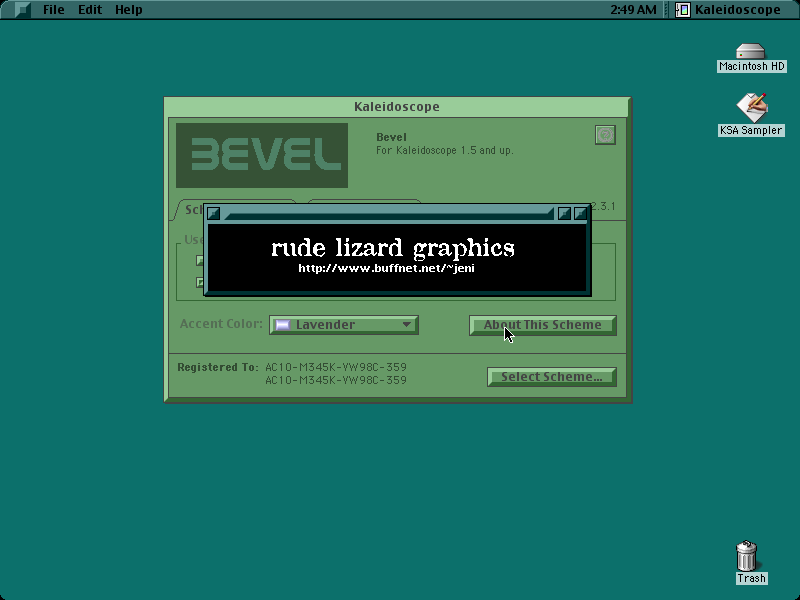 File Edit Help 2:49 AM Kaleidoscope
Macintosh HD
KSA Sampler
Kaleidoscope
BEVEL
Bevel
For Kaleidoscope 1.5 and up.
2.3.1
rude lizard graphics
http://www.buffnet.net/~jeni
Accent Color: Lavender
About This Scheme
Registered To: AC10-M345K-YW98C-359
AC10-M345K-YW98C-359
Select Scheme...
Trash